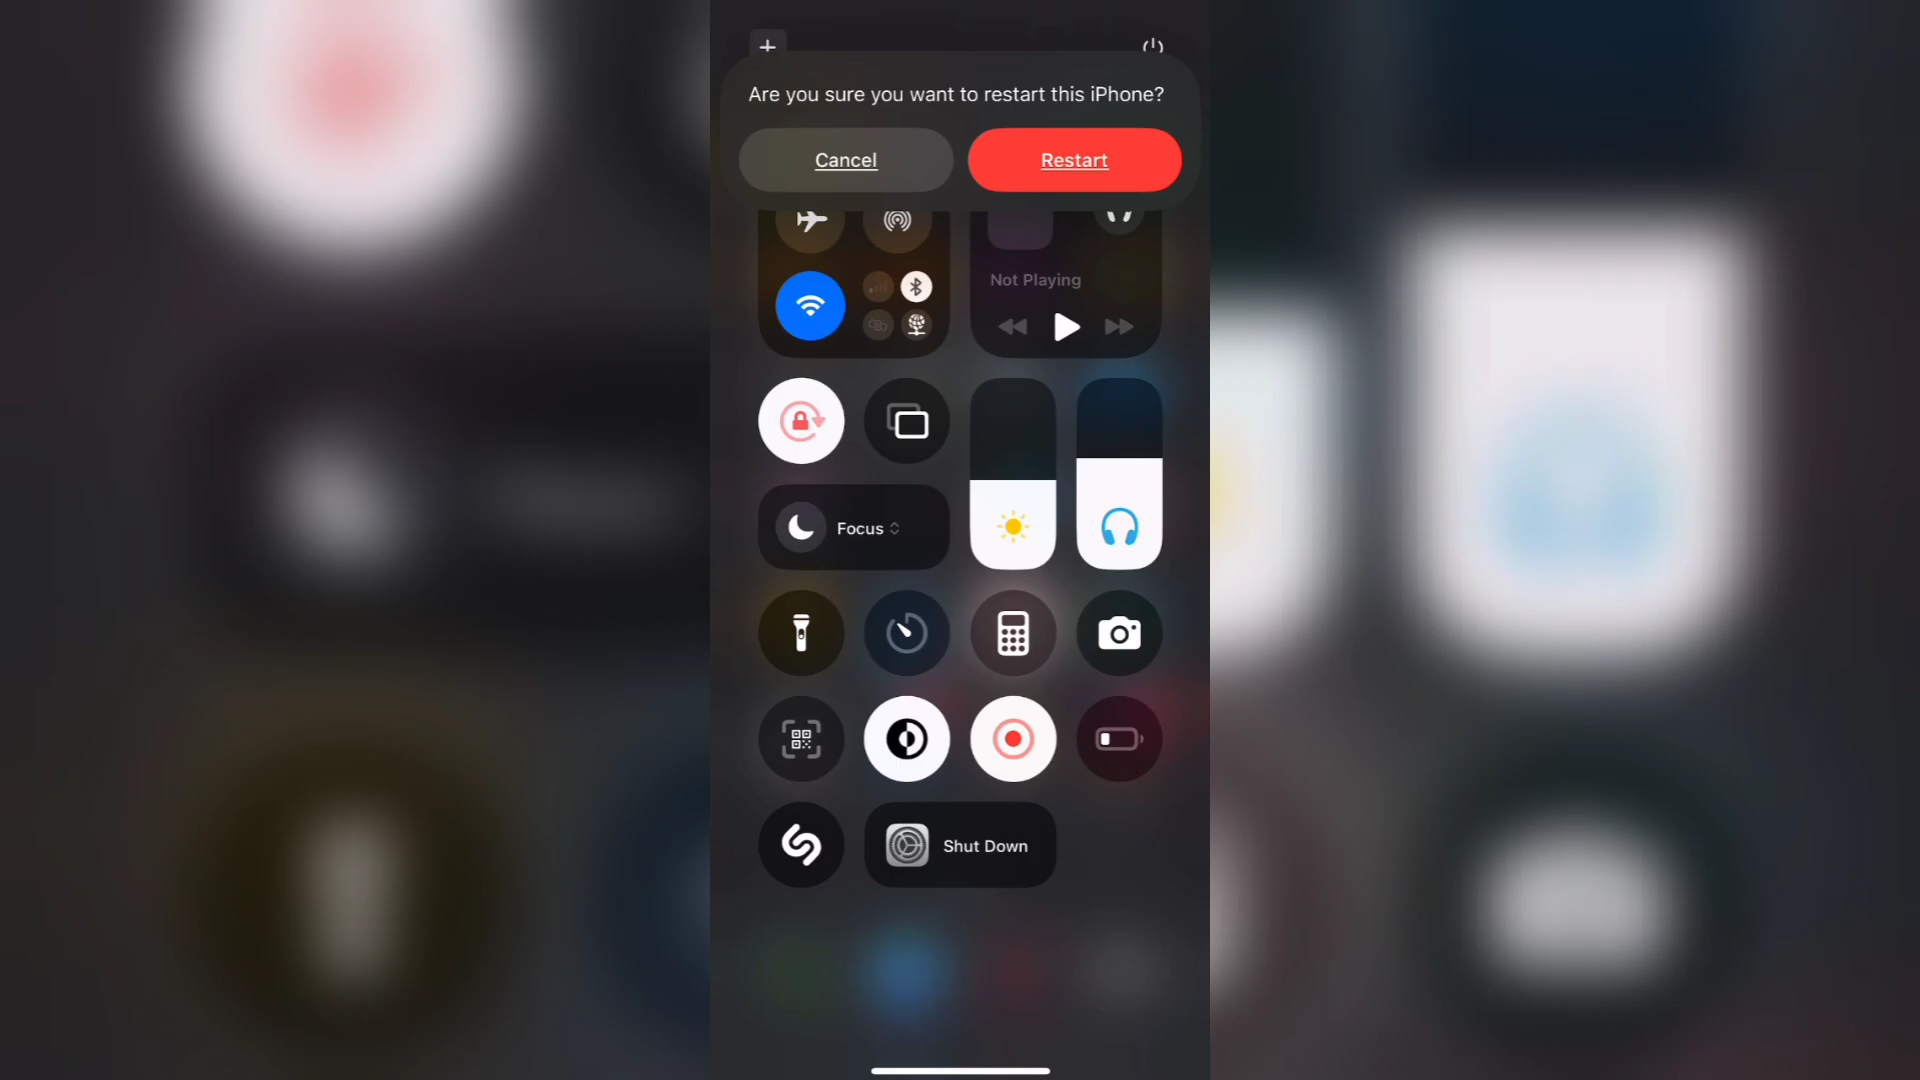 Are you sure you want to restart this iPhone?
Cancel
Restart
Not Playing
Focus
Shut Down